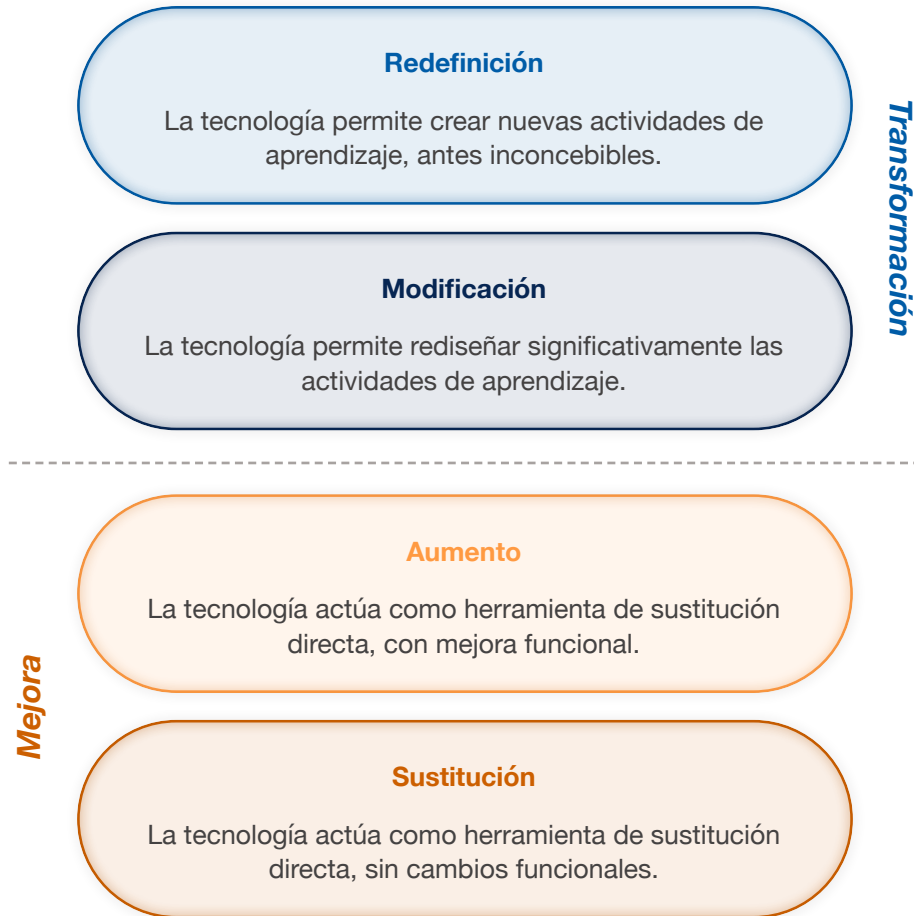 Redefinición
La tecnología permite crear nuevas actividades de
aprendizaje, antes inconcebibles.
Transformación
Modificación
La tecnología permite rediseñar significativamente las
actividades de aprendizaje.
Aumento
La tecnología actúa como herramienta de sustitución
directa, con mejora funcional.
Mejora
Sustitución
La tecnología actúa como herramienta de sustitución
directa, sin cambios funcionales.